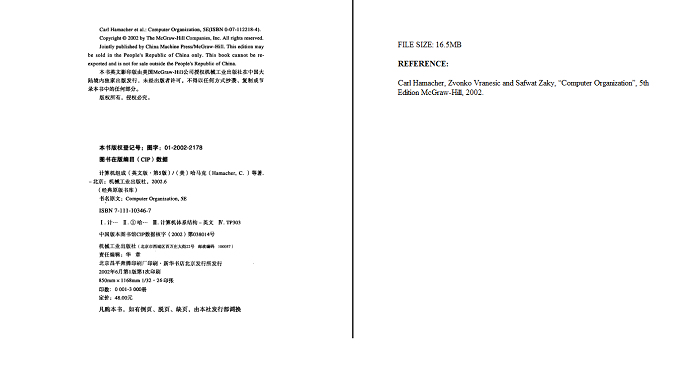 Carl Hamacher et al.: Computer Organization, 5E(ISBN 0-07-112218-4).
Copyright © 2002 by The McGraw-Hill Companies, Inc. All rights reserved.
Jointly published by China Machine Press/McGraw-Hill. This edition may
be sold in the People's Republic of China only. This book cannot be re-
exported and is not for sale outside the People's Republic of China.
本书英文影印版由美国McGraw-Hill公司授权机械工业出版社在中国大
陆境内独家出版发行，未经出版者许可，不得以任何方式抄袭、复制或节
录本书中的任何部分。
版权所有，侵权必究。
本书版权登记号：图字：01-2002-2178
图书在版编目（CIP）数据
计算机组成（英文版·第5版）/（美）哈马克（Hamacher, C. ）等著.
- 北京：机械工业出版社，2002.6
（经典原版书库）
书名原文：Computer Organization, 5E
ISBN 7-111-10346-7
Ⅰ. 计… Ⅱ. ①哈… Ⅲ. 计算机体系结构－英文 Ⅳ. TP303
中国版本图书馆CIP数据核字（2002）第038014号
机械工业出版社（北京市西城区百万庄大街22号 邮政编码 100037）
责任编辑：华 章
北京昌平奔腾印刷厂印刷·新华书店北京发行所发行
2002年6月第1版第1次印刷
850mm×1168mm 1/32 · 26印张
印数：0 001-3 000册
定价：48.00元
凡购本书，如有倒页、脱页、缺页，由本社发行部调换
FILE SIZE: 16.5MB
REFERENCE:
Carl Hamacher, Zvonko Vranesic and Safwat Zaky, “Computer Organization”, 5th
Edition McGraw-Hill, 2002.